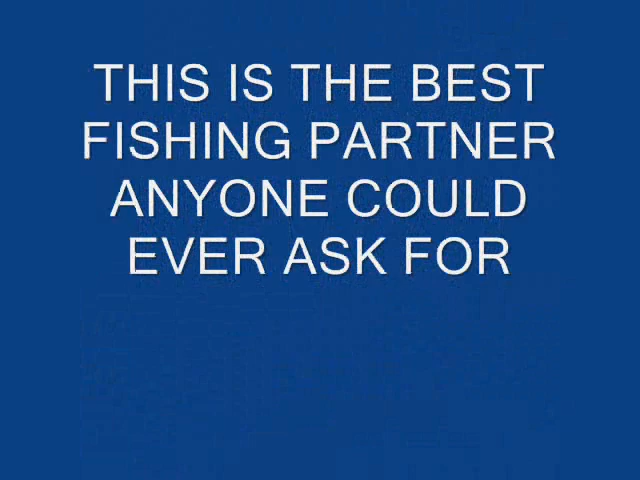 THIS IS THE BEST
FISHING PARTNER
ANYONE COULD
EVER ASK FOR